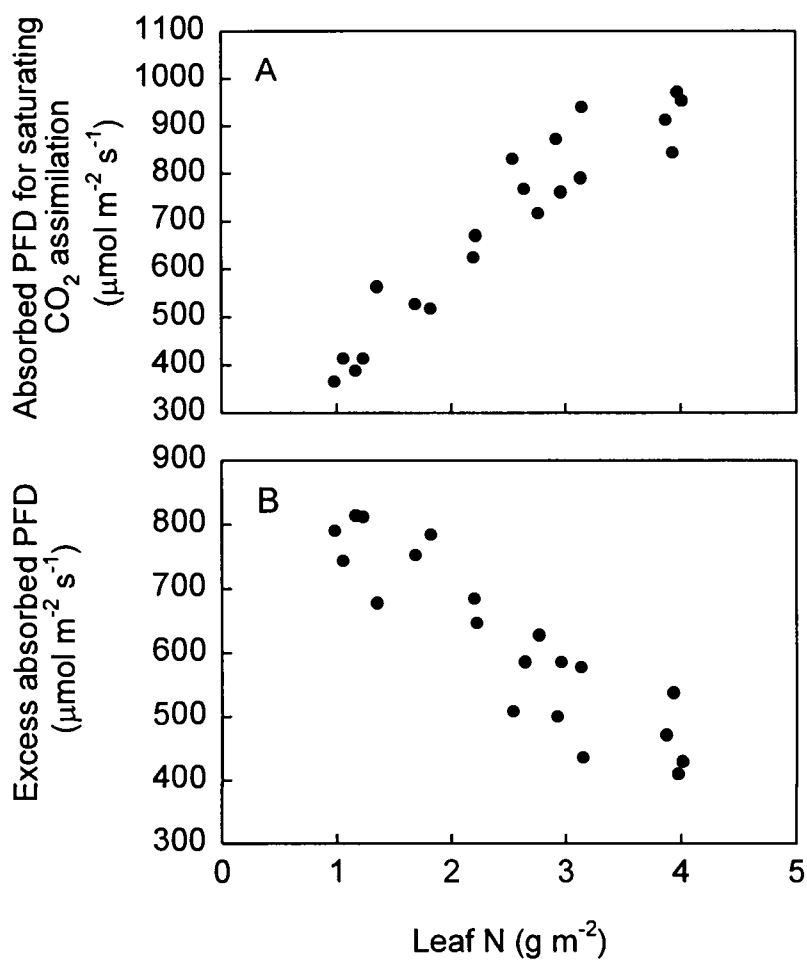 Absorbed PFD for saturating
CO₂ assimilation
(μmol m⁻² s⁻¹)
1100
1000
900
800
700
600
500
400
300
A
Excess absorbed PFD
(μmol m⁻² s⁻¹)
900
800
700
600
500
400
300
B
0 1 2 3 4 5
Leaf N (g m⁻²)